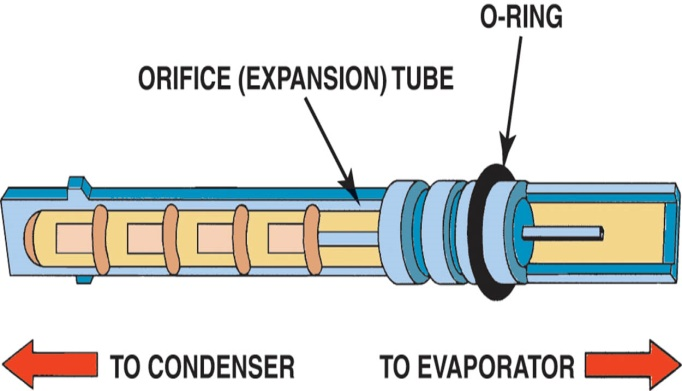 O-RING
ORIFICE (EXPANSION) TUBE
TO CONDENSER
TO EVAPORATOR